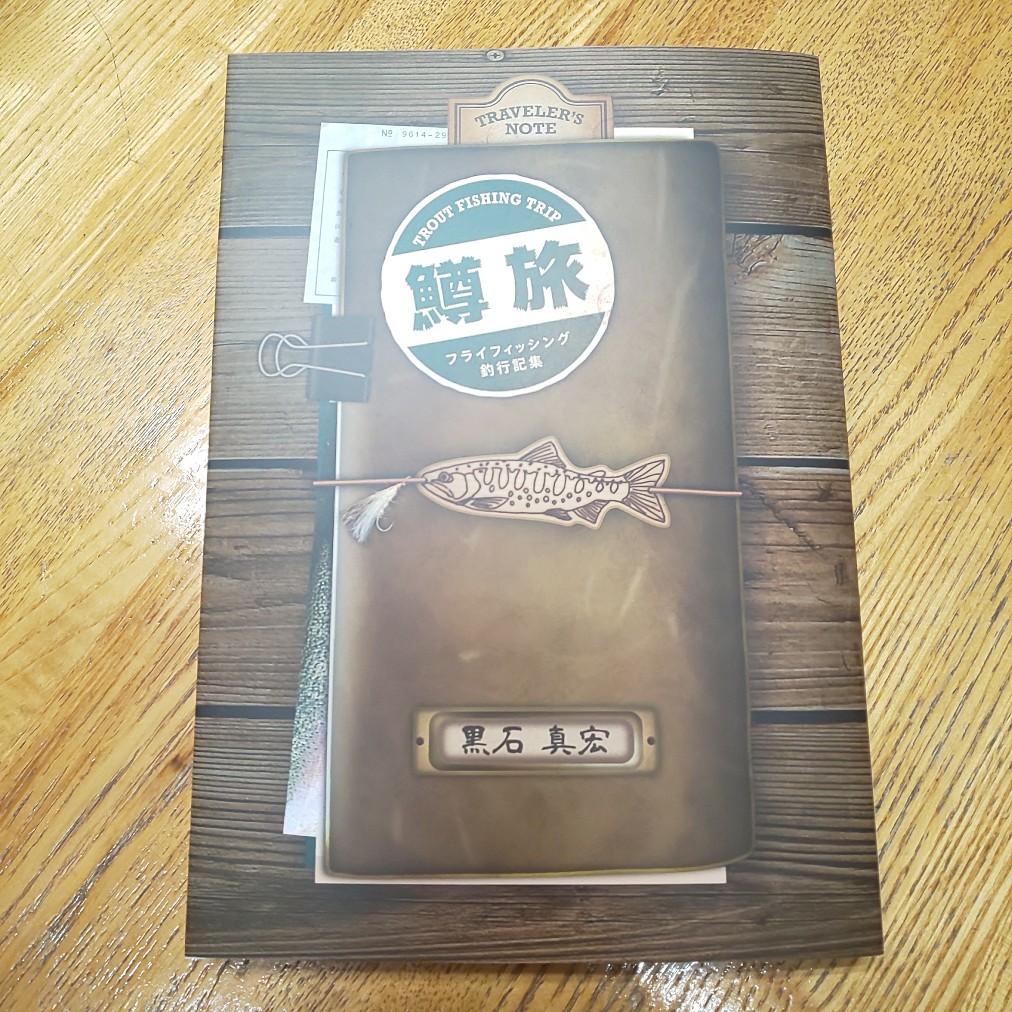 TRAVELER'S
NOTE
Nº 9614-29
TROUT FISHING TRIP
鱒旅
フライフィッシング
釣行記集
黒石 真宏